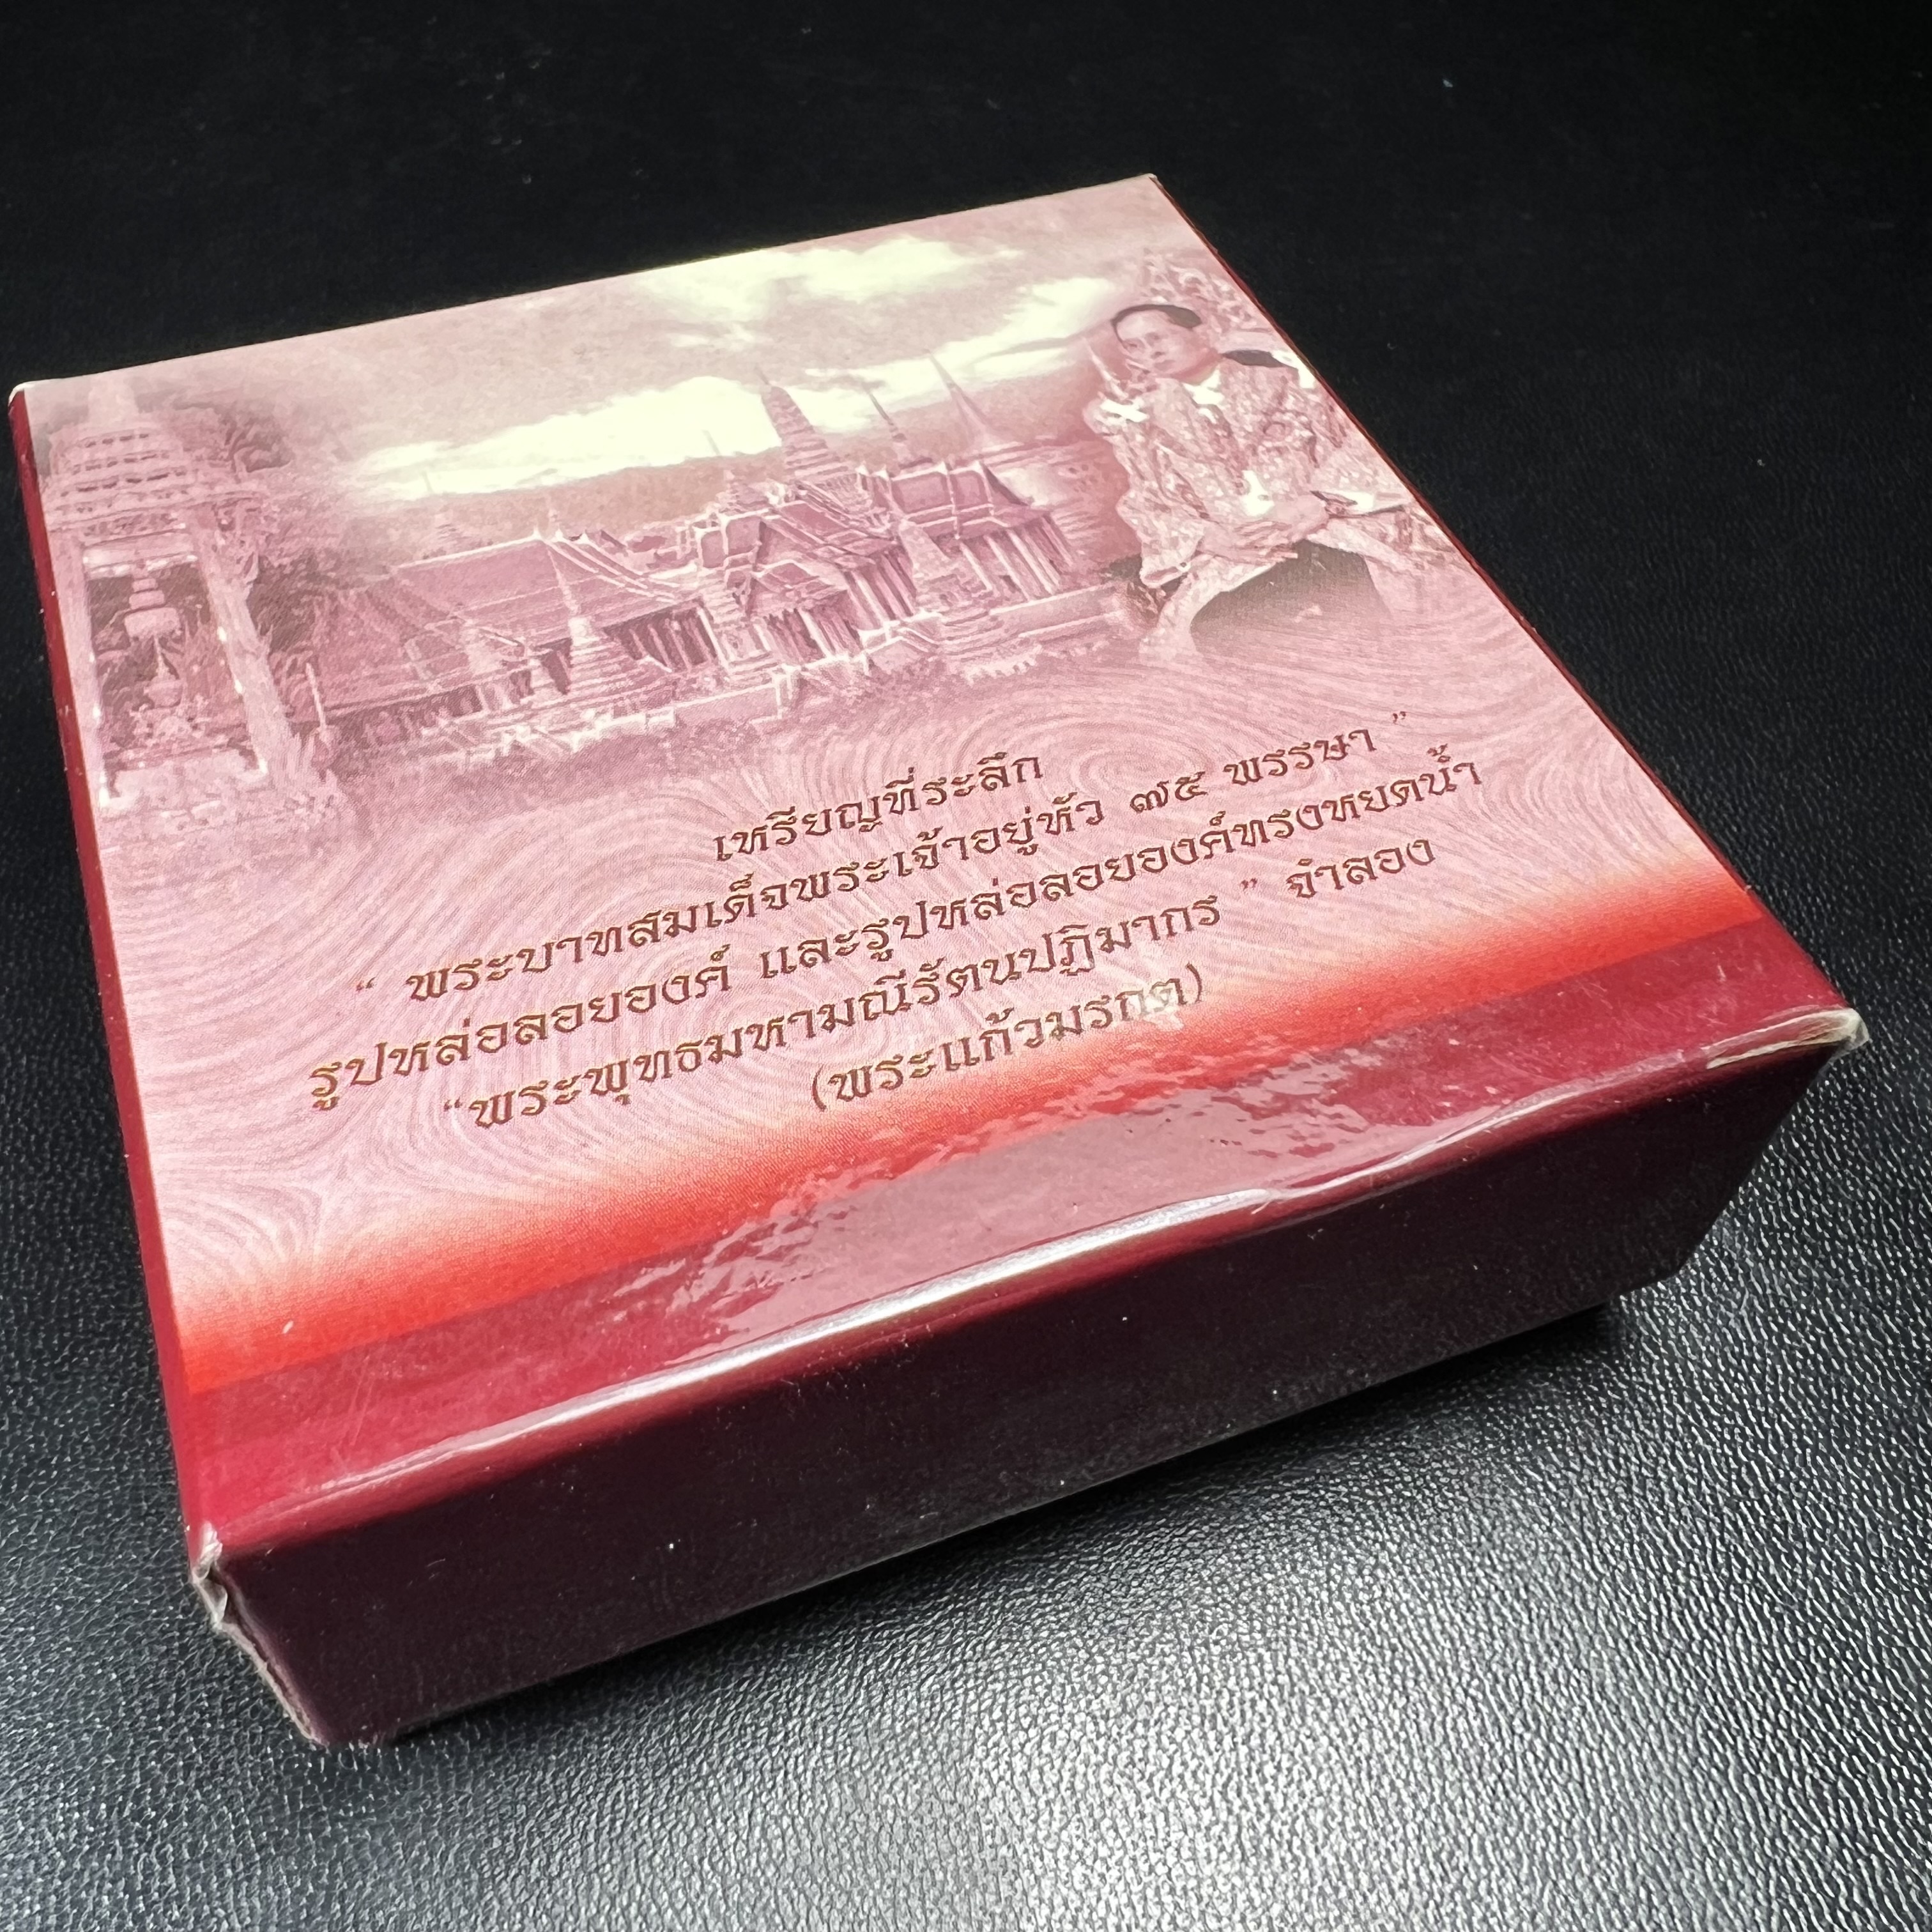 เหรียญที่ระลึก
“ พระบาทสมเด็จพระเจ้าอยู่หัว ๗๕ พรรษา ”
รูปหล่อลอยองค์ และรูปหล่อลอยองค์ทรงหยดน้ำ
“พระพุทธมหามณีรัตนปฏิมากร ” จำลอง
(พระแก้วมรกต)